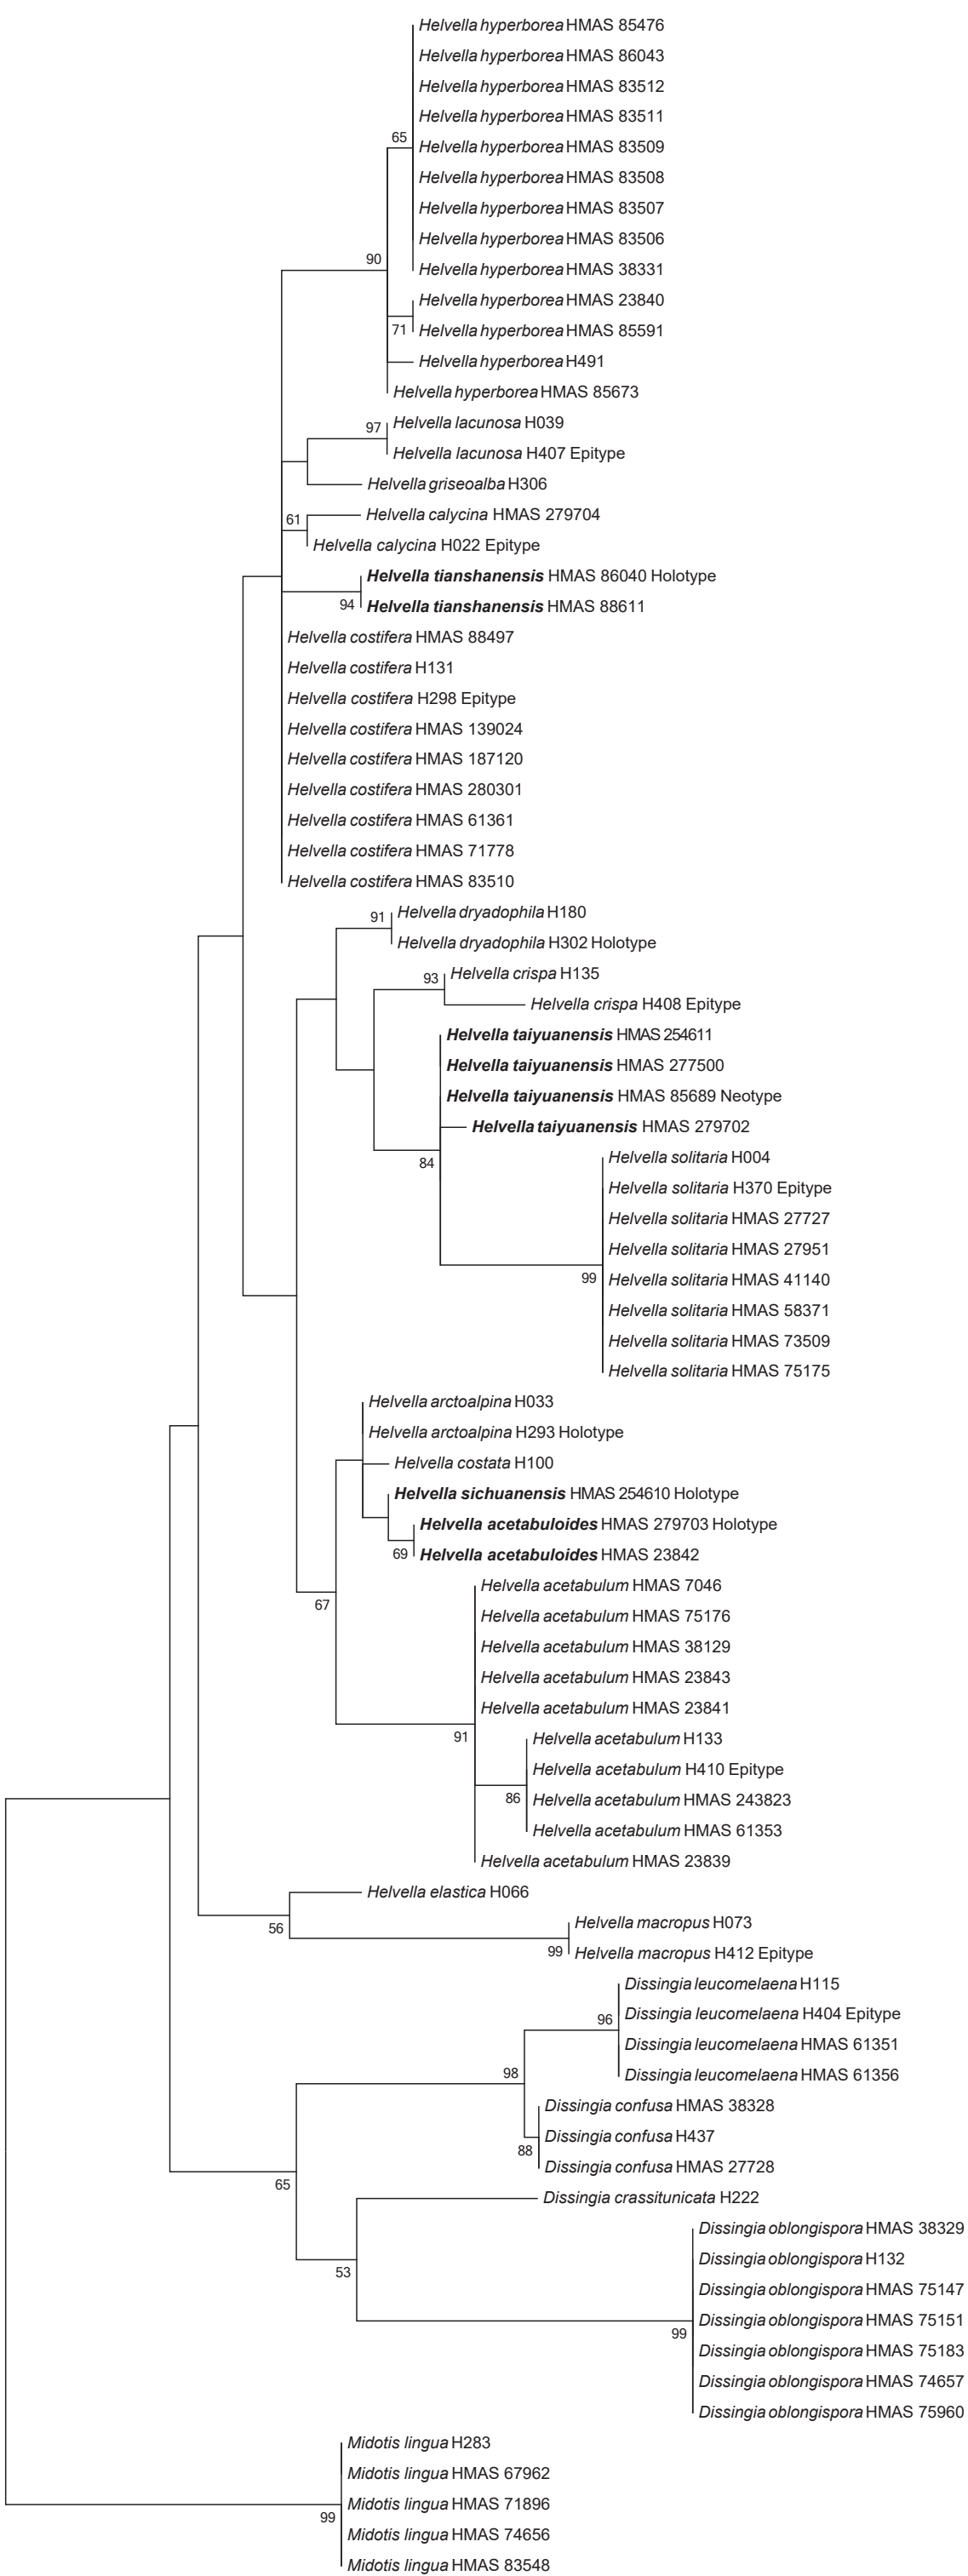 Helvella hyperborea HMAS 85476
Helvella hyperborea HMAS 86043
Helvella hyperborea HMAS 83512
Helvella hyperborea HMAS 83511
65
Helvella hyperborea HMAS 83509
Helvella hyperborea HMAS 83508
Helvella hyperborea HMAS 83507
Helvella hyperborea HMAS 83506
90
Helvella hyperborea HMAS 38331
Helvella hyperborea HMAS 23840
71
Helvella hyperborea HMAS 85591
Helvella hyperborea H491
Helvella hyperborea HMAS 85673
97
Helvella lacunosa H039
Helvella lacunosa H407 Epitype
Helvella griseoalba H306
61
Helvella calycina HMAS 279704
Helvella calycina H022 Epitype
Helvella tianshanensis HMAS 86040 Holotype
94
Helvella tianshanensis HMAS 88611
Helvella costifera HMAS 88497
Helvella costifera H131
Helvella costifera H298 Epitype
Helvella costifera HMAS 139024
Helvella costifera HMAS 187120
Helvella costifera HMAS 280301
Helvella costifera HMAS 61361
Helvella costifera HMAS 71778
Helvella costifera HMAS 83510
91
Helvella dryadophila H180
Helvella dryadophila H302 Holotype
93
Helvella crispa H135
Helvella crispa H408 Epitype
Helvella taiyuanensis HMAS 254611
Helvella taiyuanensis HMAS 277500
Helvella taiyuanensis HMAS 85689 Neotype
Helvella taiyuanensis HMAS 279702
84
Helvella solitaria H004
Helvella solitaria H370 Epitype
Helvella solitaria HMAS 27727
Helvella solitaria HMAS 27951
99
Helvella solitaria HMAS 41140
Helvella solitaria HMAS 58371
Helvella solitaria HMAS 73509
Helvella solitaria HMAS 75175
Helvella arctoalpina H033
Helvella arctoalpina H293 Holotype
Helvella costata H100
Helvella sichuanensis HMAS 254610 Holotype
Helvella acetabuloides HMAS 279703 Holotype
69
Helvella acetabuloides HMAS 23842
Helvella acetabulum HMAS 7046
67
Helvella acetabulum HMAS 75176
Helvella acetabulum HMAS 38129
Helvella acetabulum HMAS 23843
Helvella acetabulum HMAS 23841
91
Helvella acetabulum H133
Helvella acetabulum H410 Epitype
86
Helvella acetabulum HMAS 243823
Helvella acetabulum HMAS 61353
Helvella acetabulum HMAS 23839
Helvella elastica H066
56
Helvella macropus H073
99
Helvella macropus H412 Epitype
Dissingia leucomelaena H115
96
Dissingia leucomelaena H404 Epitype
Dissingia leucomelaena HMAS 61351
98
Dissingia leucomelaena HMAS 61356
Dissingia confusa HMAS 38328
Dissingia confusa H437
88
Dissingia confusa HMAS 27728
65
Dissingia crassitunicata H222
Dissingia oblongispora HMAS 38329
Dissingia oblongispora H132
53
Dissingia oblongispora HMAS 75147
Dissingia oblongispora HMAS 75151
99
Dissingia oblongispora HMAS 75183
Dissingia oblongispora HMAS 74657
Dissingia oblongispora HMAS 75960
Midotis lingua H283
Midotis lingua HMAS 67962
Midotis lingua HMAS 71896
99
Midotis lingua HMAS 74656
Midotis lingua HMAS 83548